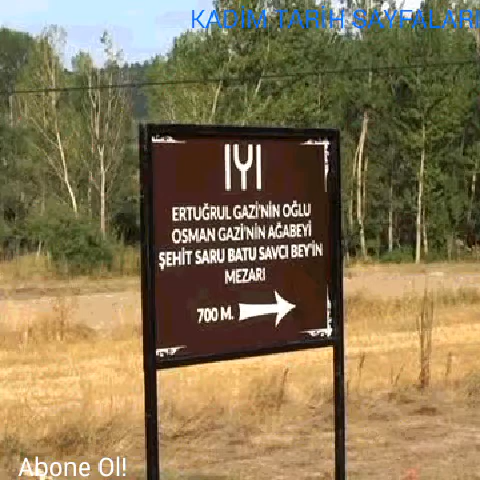 KADİM TARİH SAYFALARI
IYI
ERTUĞRUL GAZİ'NİN OĞLU
OSMAN GAZİ'NİN AĞABEYİ
ŞEHİT SARU BATU SAVCI BEY'İN
MEZARI
700 M.
Abone Ol!